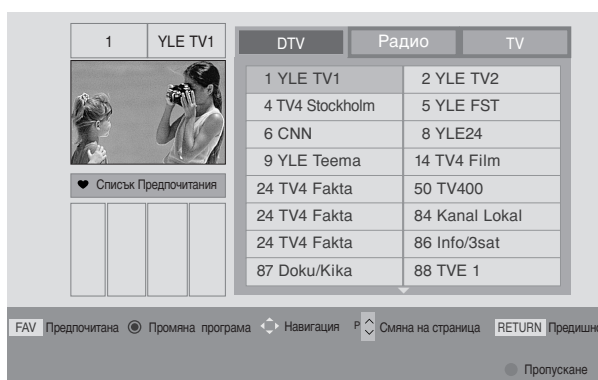 1 YLE TV1
DTV Радио TV
1 YLE TV1 2 YLE TV2
4 TV4 Stockholm 5 YLE FST
6 CNN 8 YLE24
9 YLE Teema 14 TV4 Film
Списък Предпочитания
24 TV4 Fakta 50 TV400
24 TV4 Fakta 84 Kanal Lokal
24 TV4 Fakta 86 Info/3sat
87 Doku/Kika 88 TVE 1
FAV Предпочитана Промяна програма Навигация P Смяна на страница RETURN
Пропускане